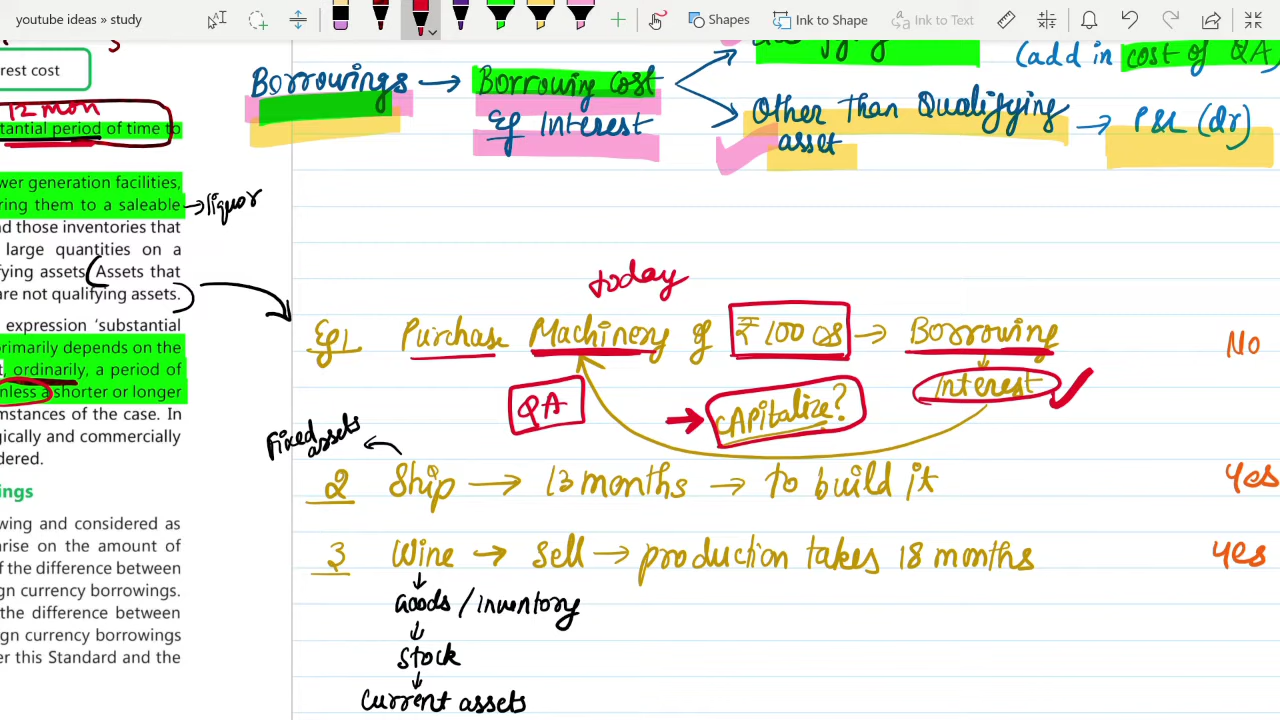 youtube ideas » study
Shapes
Ink to Shape
Ink to Text
Replay
rest cost
12 mon
stantial period of time to
wer generation facilities,
ring them to a saleable
nd those inventories that
large quantities on a
fying assets. Assets that
are not qualifying assets.
expression 'substantial
primarily depends on the
t, ordinarily, a period of
nless a shorter or longer
mstances of the case. In
gically and commercially
dered.
ings
wing and considered as
arise on the amount of
f the difference between
gn currency borrowings.
the difference between
ign currency borrowings
er this Standard and the
liquor
Borrowings → Borrowing cost
Eg Interest
(add in cost of QA)
Other than Qualifying asset → P&L (dr)
today
Eg1 Purchase Machinery of ₹100 cs → Borrowing No
Interest
QA → cApitalize?
Fixed assets
2 Ship → 13 months → to build it Yes
3 Wine → sell → production takes 18 months Yes
Goods / Inventory
Stock
Current assets